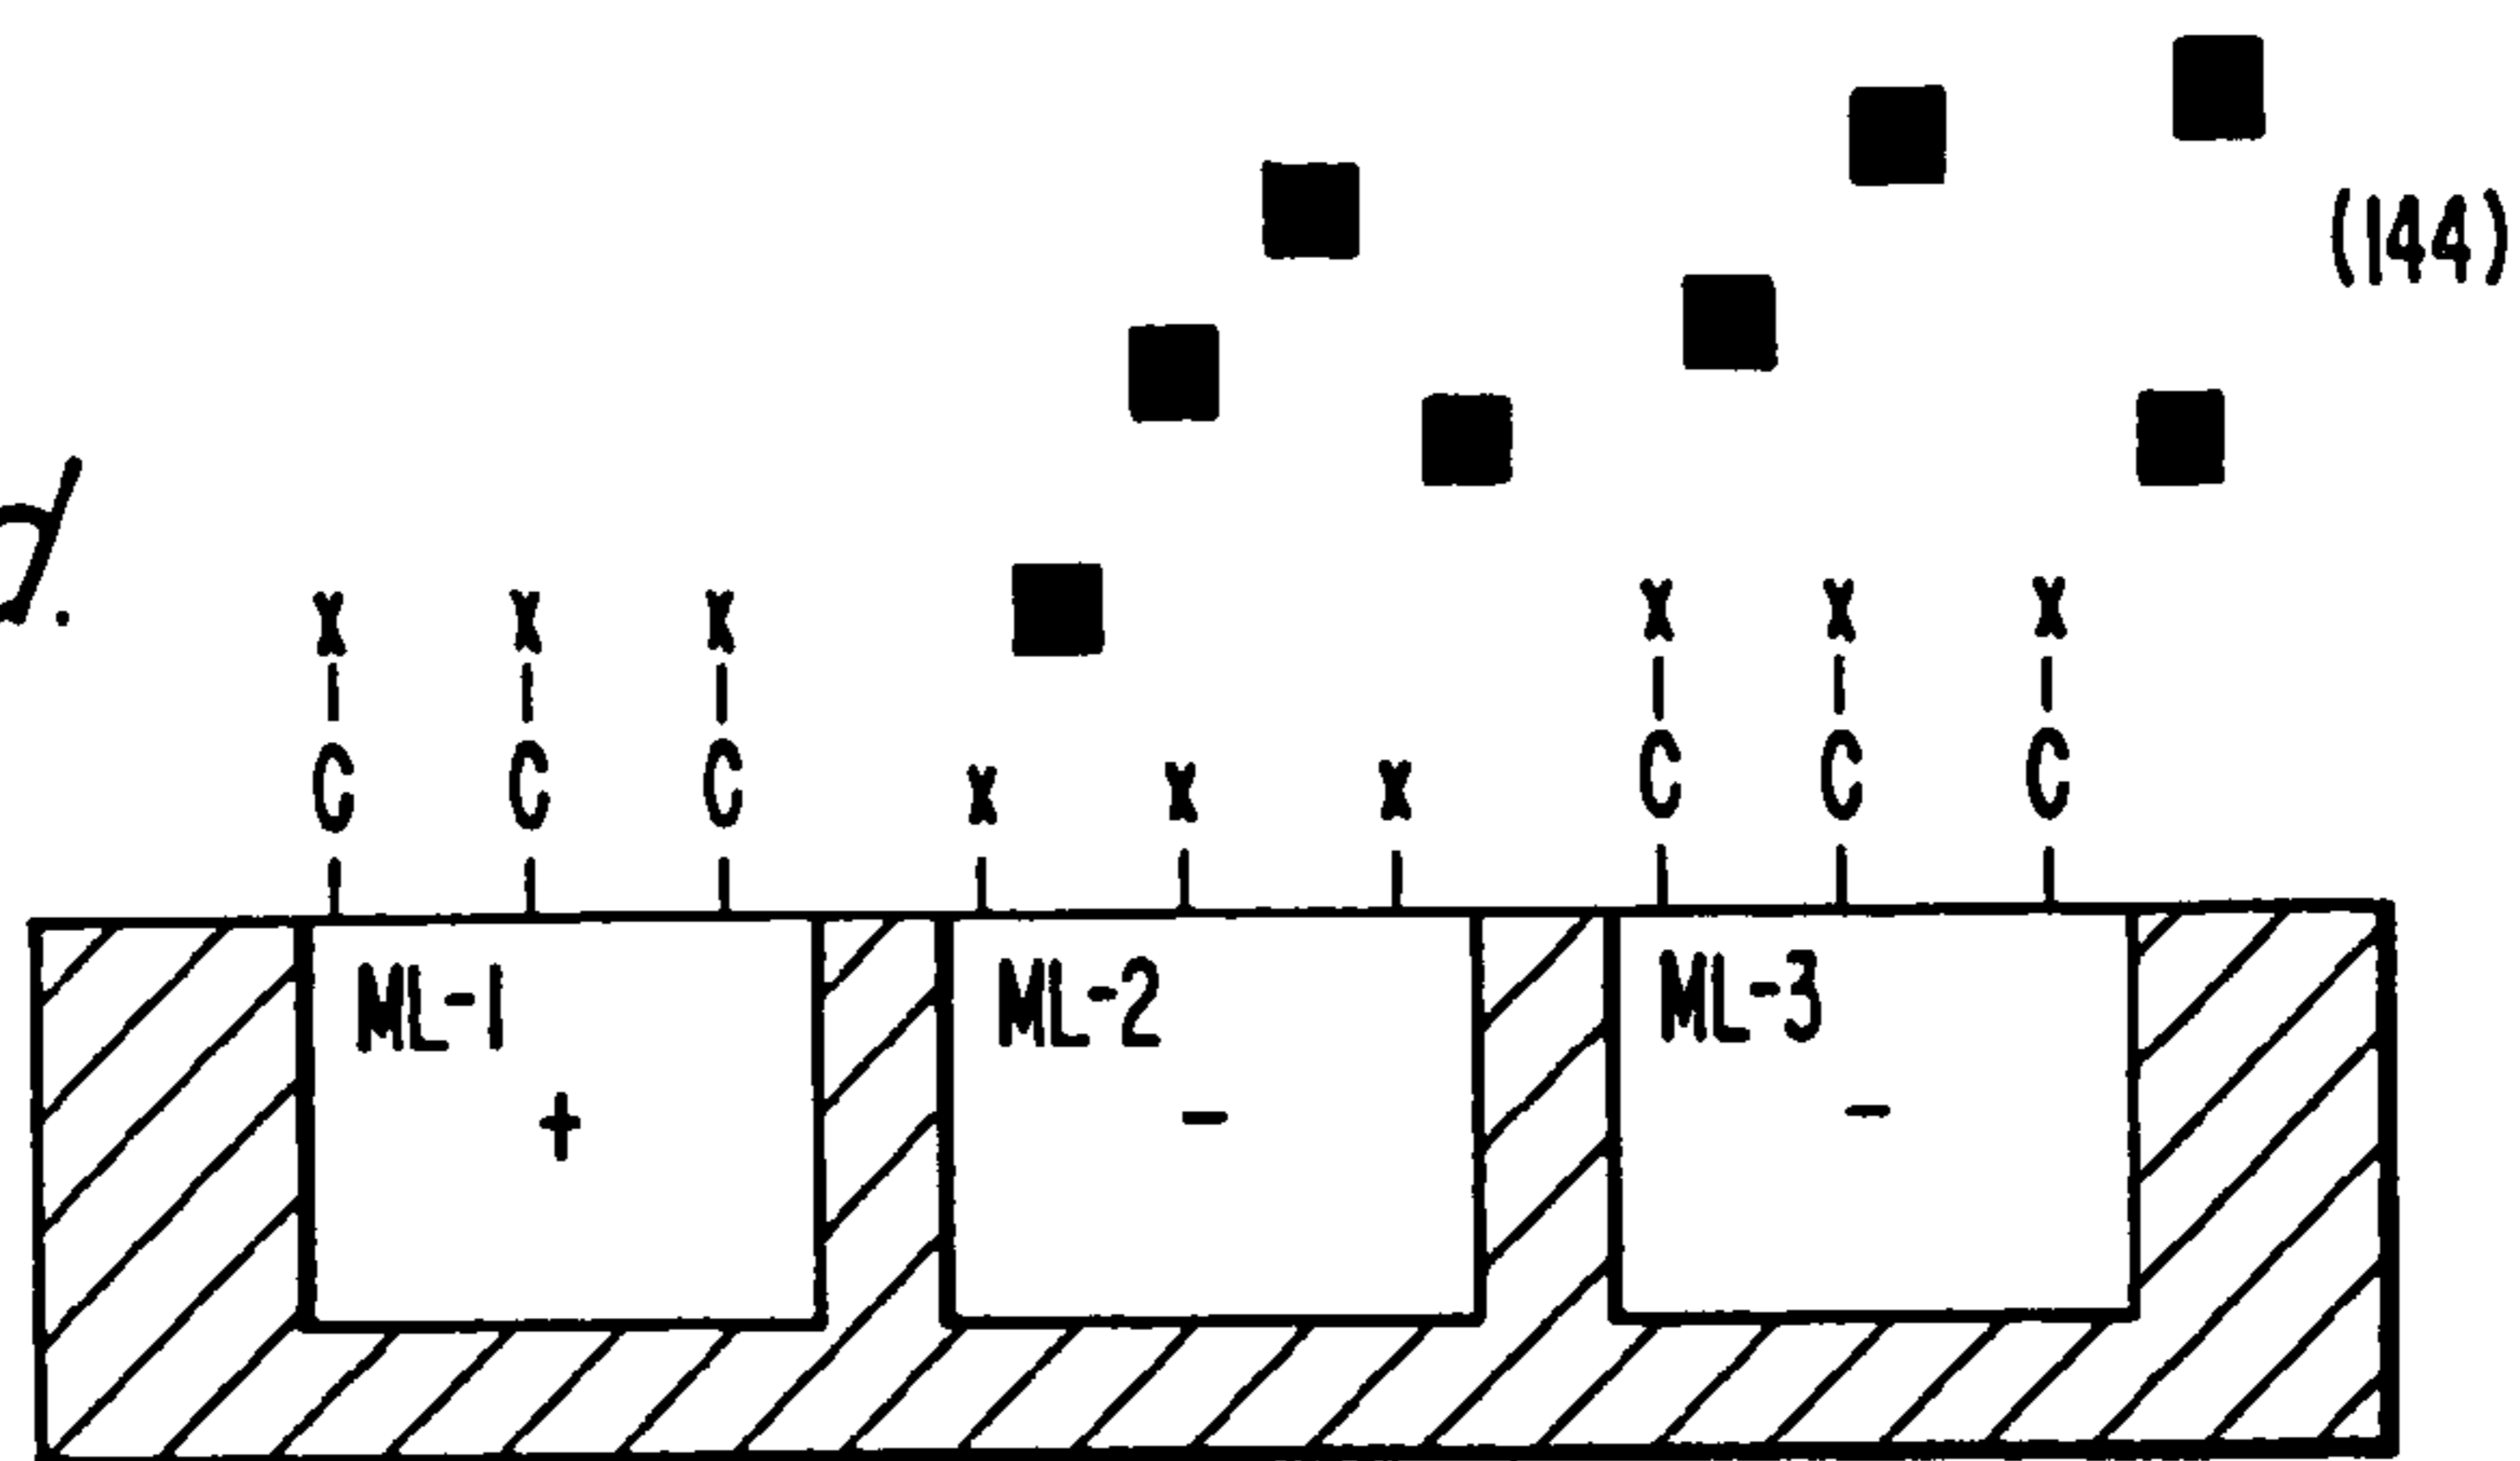 (144)
d.
x x x x x x
| | | | | |
C C C x x x C C C
| | | | | | | | |
ML-1 ML-2 ML-3
+ - -